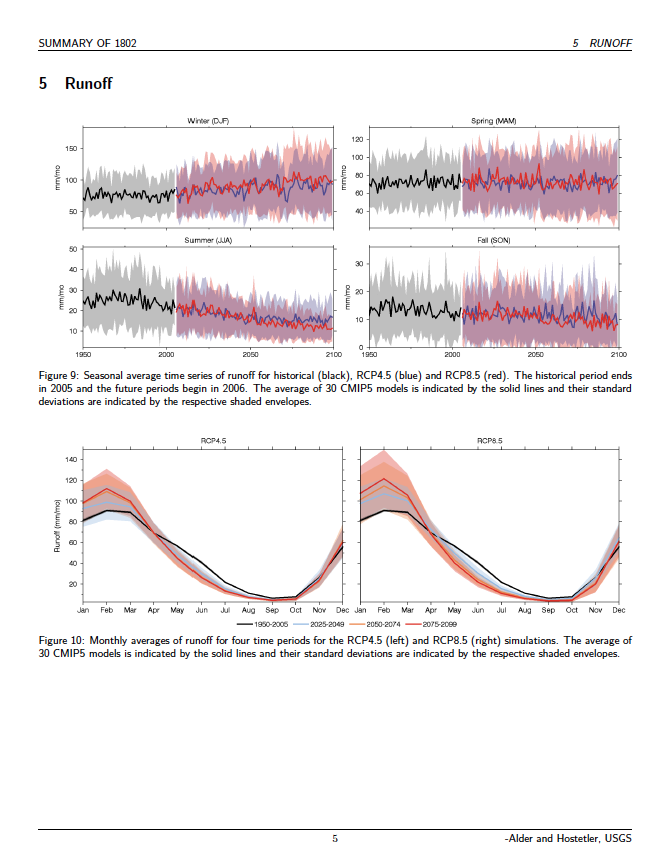 SUMMARY OF 1802 5 RUNOFF
5 Runoff
Winter (DJF) Spring (MAM)
mm/mo
150
100
50
mm/mo
120
100
80
60
40
Summer (JJA) Fall (SON)
mm/mo
50
40
30
20
10
1950 2000 2050 2100
mm/mo
30
20
10
0
1950 2000 2050 2100
Figure 9: Seasonal average time series of runoff for historical (black), RCP4.5 (blue) and RCP8.5 (red). The historical period ends
in 2005 and the future periods begin in 2006. The average of 30 CMIP5 models is indicated by the solid lines and their standard
deviations are indicated by the respective shaded envelopes.
RCP4.5 RCP8.5
Runoff (mm/mo)
140
120
100
80
60
40
20
Jan Feb Mar Apr May Jun Jul Aug Sep Oct Nov Dec
Jan Feb Mar Apr May Jun Jul Aug Sep Oct Nov Dec
1950-2005 2025-2049 2050-2074 2075-2099
Figure 10: Monthly averages of runoff for four time periods for the RCP4.5 (left) and RCP8.5 (right) simulations. The average of
30 CMIP5 models is indicated by the solid lines and their standard deviations are indicated by the respective shaded envelopes.
5 -Alder and Hostetler, USGS